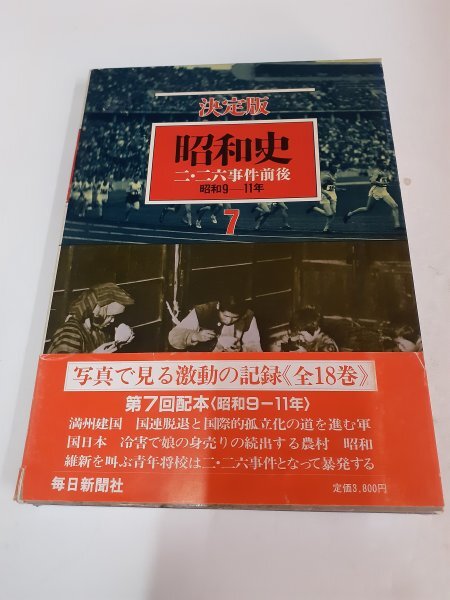 決定版
昭和史
二・二六事件前後
昭和9—11年
7
写真で見る激動の記録《全18巻》
第7回配本〈昭和9－11年〉
満州建国　国連脱退と国際的孤立化の道を進む軍
国日本　冷害で娘の身売りの続出する農村　昭和
維新を叫ぶ青年将校は二・二六事件となって暴発する
毎日新聞社
定価3,800円